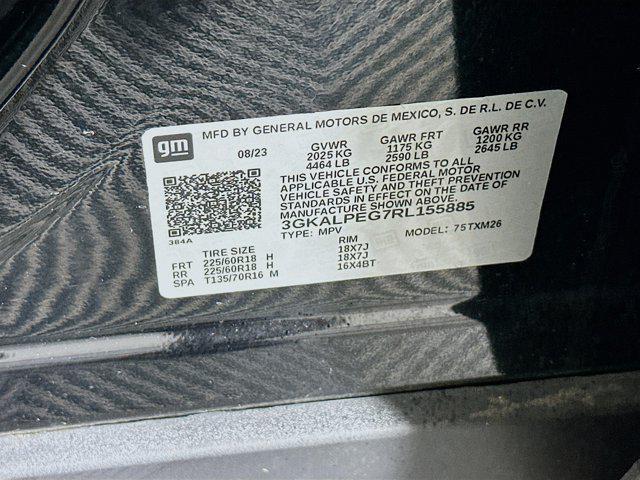 gm
MFD BY GENERAL MOTORS DE MEXICO, S. DE R.L. DE C.V.
08/23 GVWR GAWR FRT GAWR RR
2025 KG 1175 KG 1200 KG
4464 LB 2590 LB 2645 LB
THIS VEHICLE CONFORMS TO ALL
APPLICABLE U.S. FEDERAL MOTOR
VEHICLE SAFETY AND THEFT PREVENTION
STANDARDS IN EFFECT ON THE DATE OF
MANUFACTURE SHOWN ABOVE.
3GKALPEG7RL155885
384A
TYPE: MPV MODEL: 75TXM26
TIRE SIZE RIM
FRT 225/60R18 H 18X7J
RR 225/60R18 H 18X7J
SPA T135/70R16 M 16X4BT